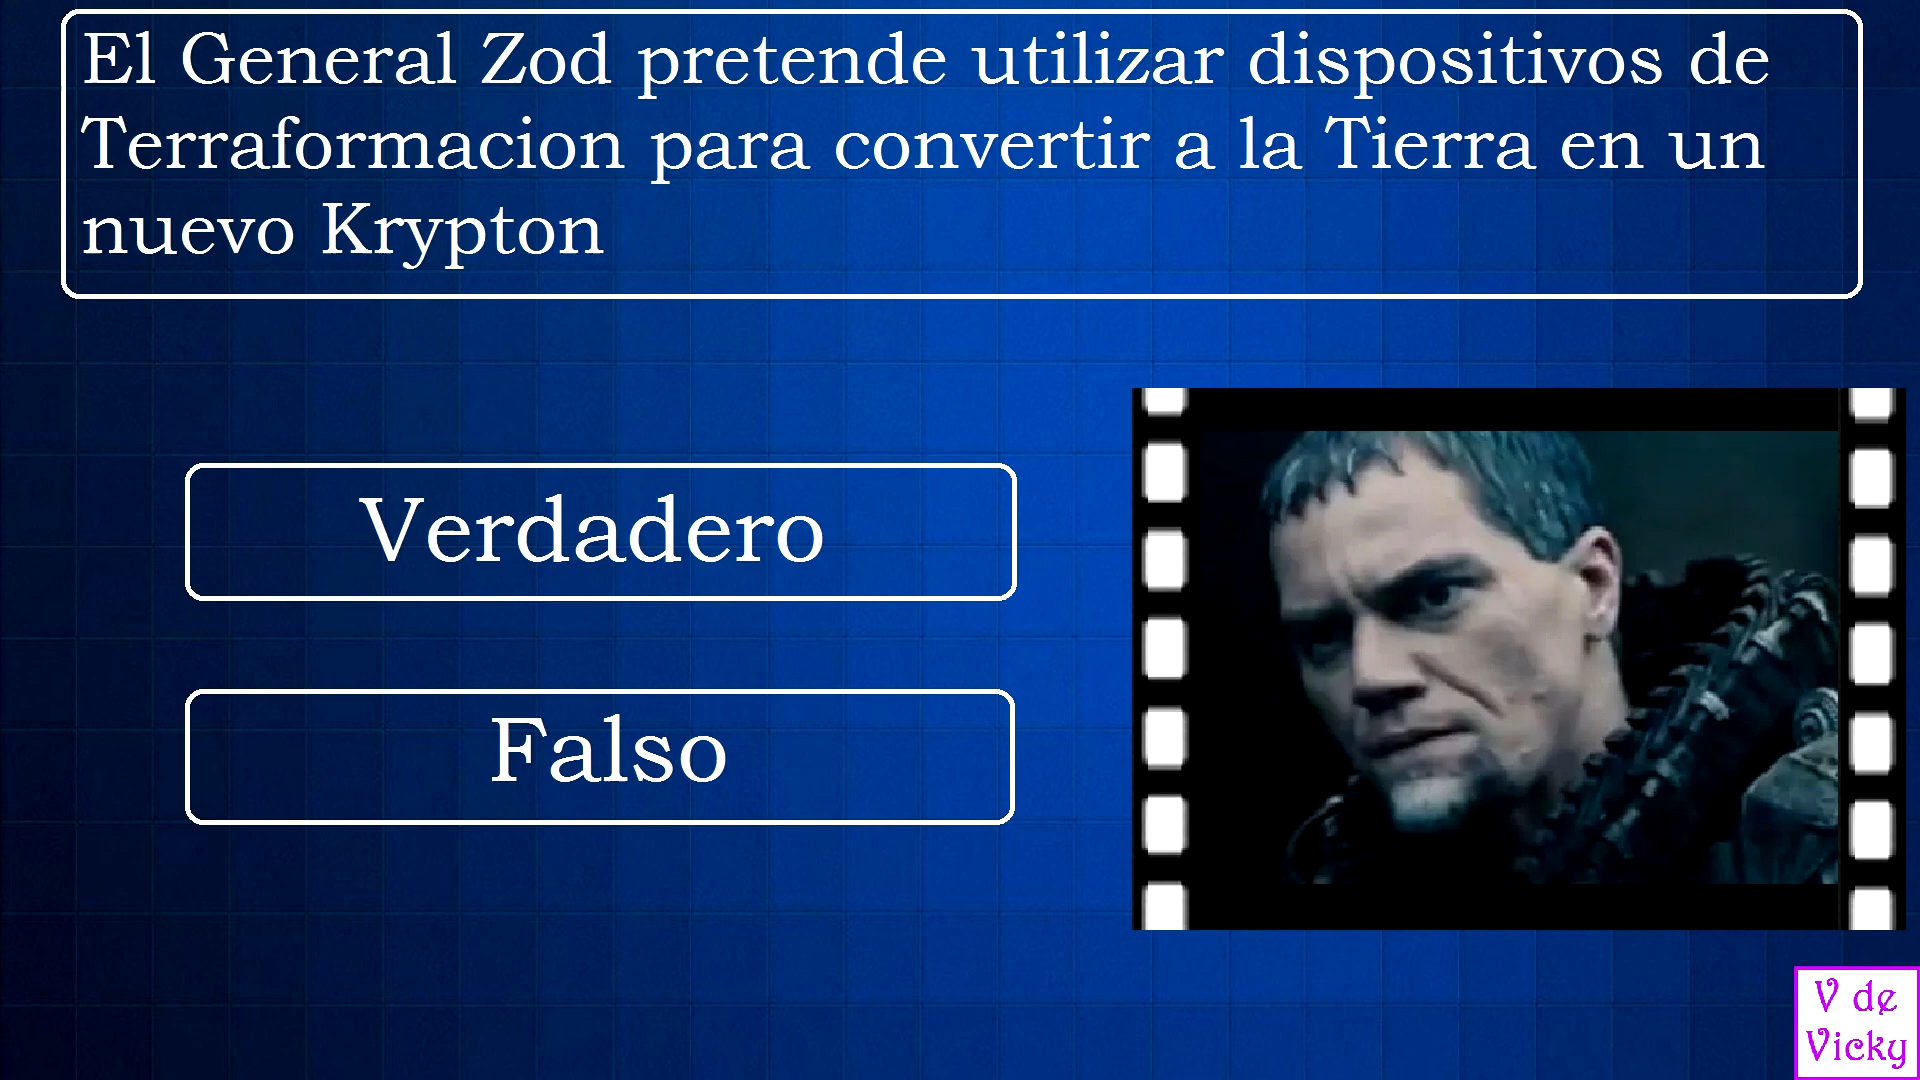 El General Zod pretende utilizar dispositivos de
Terraformacion para convertir a la Tierra en un
nuevo Krypton
Verdadero
Falso
V de
Vicky